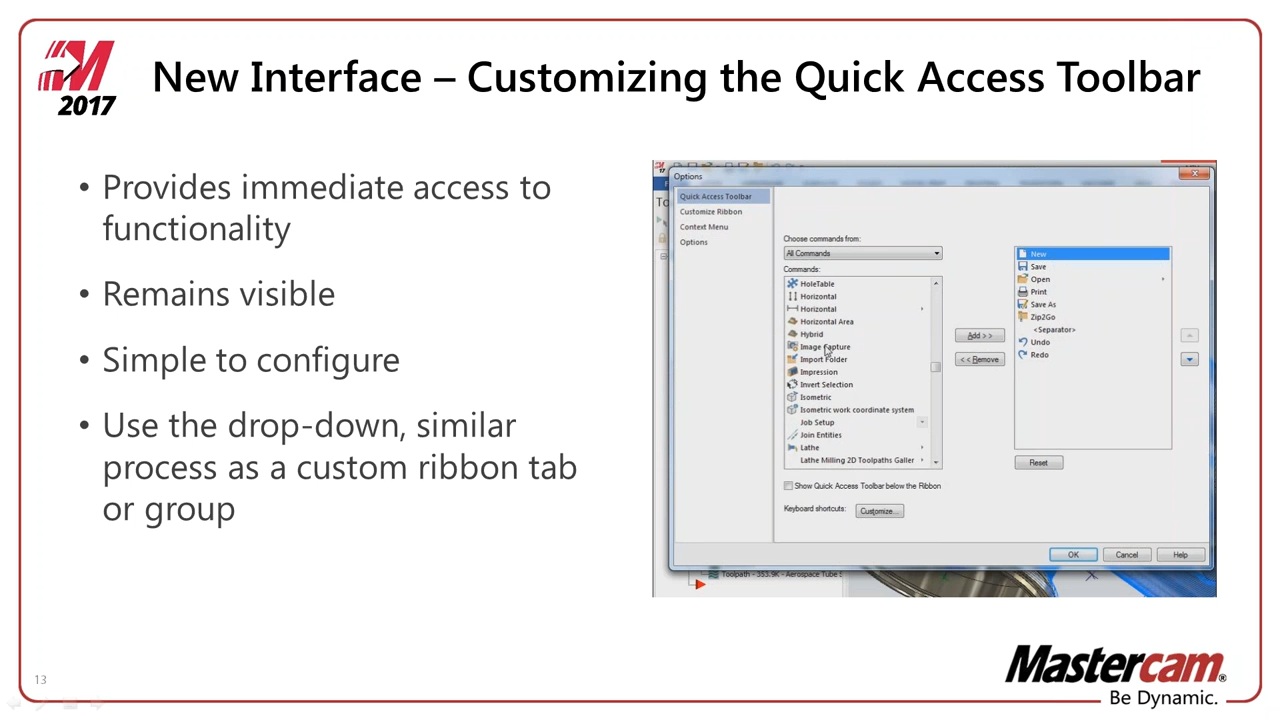 2017
New Interface – Customizing the Quick Access Toolbar
• Provides immediate access to
functionality
• Remains visible
• Simple to configure
• Use the drop-down, similar
process as a custom ribbon tab
or group
Options
Quick Access Toolbar
Customize Ribbon
Context Menu
Options
Choose commands from:
All Commands
Commands:
HoleTable
Horizontal
Horizontal
Horizontal Area
Hybrid
Image Capture
Import Folder
Impression
Invert Selection
Isometric
Isometric work coordinate system
Job Setup
Join Entities
Lathe
Lathe Milling 2D Toolpaths Galler
Add >>
<< Remove
New
Save
Open
Print
Save As
Zip2Go
<Separator>
Undo
Redo
Reset
Show Quick Access Toolbar below the Ribbon
Keyboard shortcuts:
Customize...
OK
Cancel
Help
Toolpath - 353.9K - Aerospace Tube
13
Mastercam®
Be Dynamic.